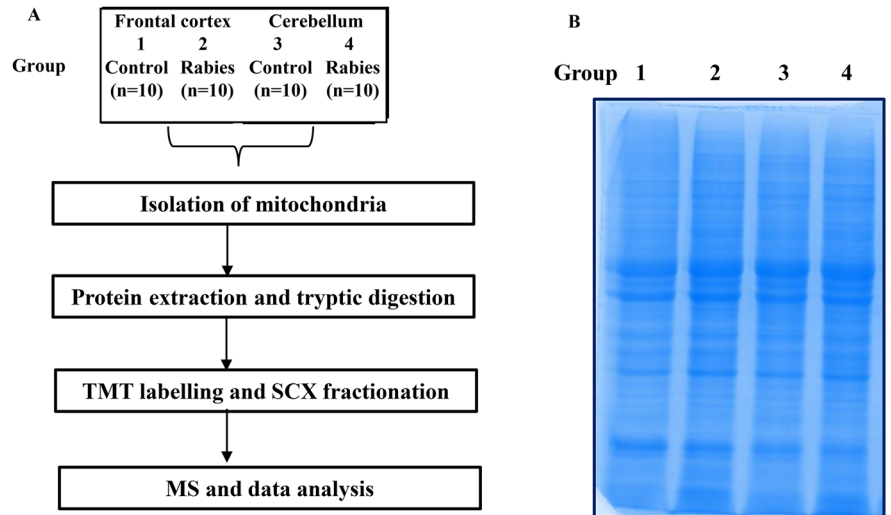 A
Frontal cortex Cerebellum
1 2 3 4
Group Control Rabies Control Rabies
(n=10) (n=10) (n=10) (n=10)
Isolation of mitochondria
Protein extraction and tryptic digestion
TMT labelling and SCX fractionation
MS and data analysis
B
Group 1 2 3 4